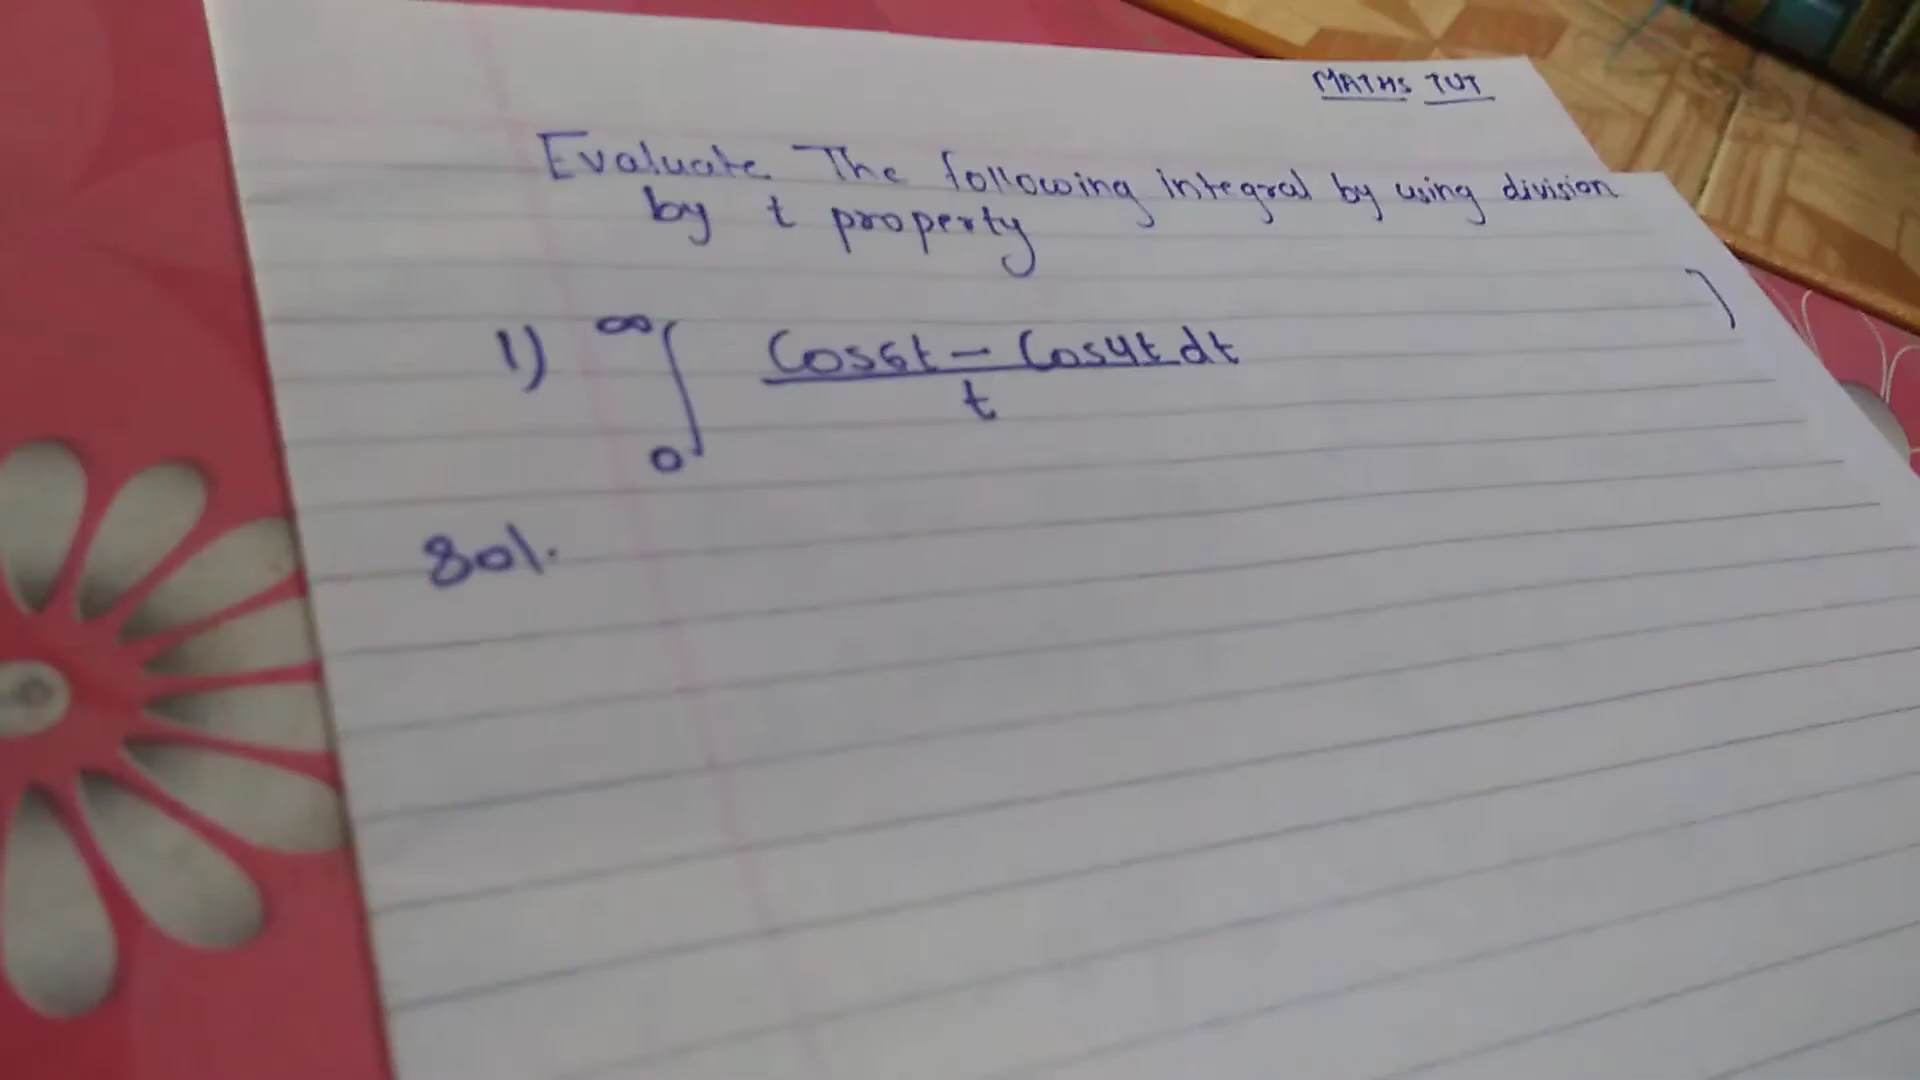 MATHS TUT
Evaluate The following integral by using division
by t property
1) ∫₀^∞ (Cos6t - Cos4t dt)/t
Sol.